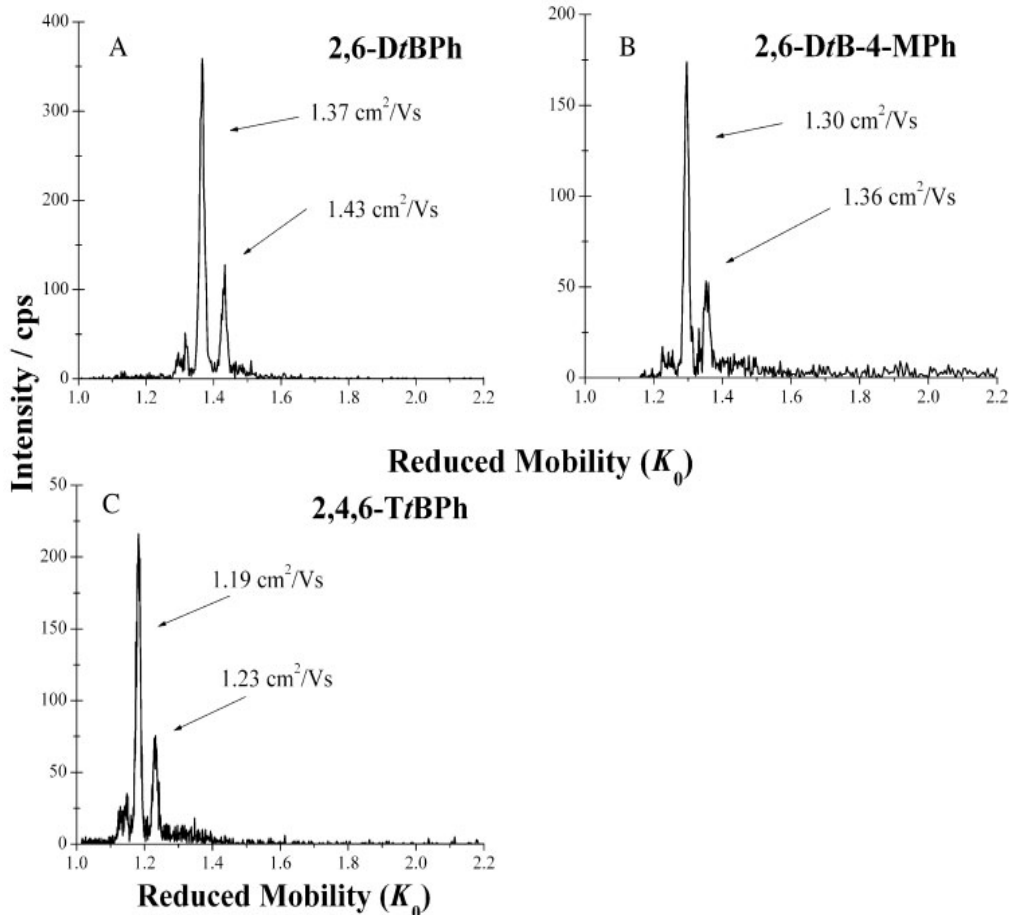 A
2,6-DtBPh
400
300
200
100
0
1.37 cm²/Vs
1.43 cm²/Vs
1.0 1.2 1.4 1.6 1.8 2.0 2.2
B
2,6-DtB-4-MPh
200
150
100
50
0
1.30 cm²/Vs
1.36 cm²/Vs
1.0 1.2 1.4 1.6 1.8 2.0 2.2
Intensity / cps
Reduced Mobility (K₀)
C
2,4,6-TtBPh
50
200
150
100
50
0
1.19 cm²/Vs
1.23 cm²/Vs
1.0 1.2 1.4 1.6 1.8 2.0 2.2
Reduced Mobility (K₀)